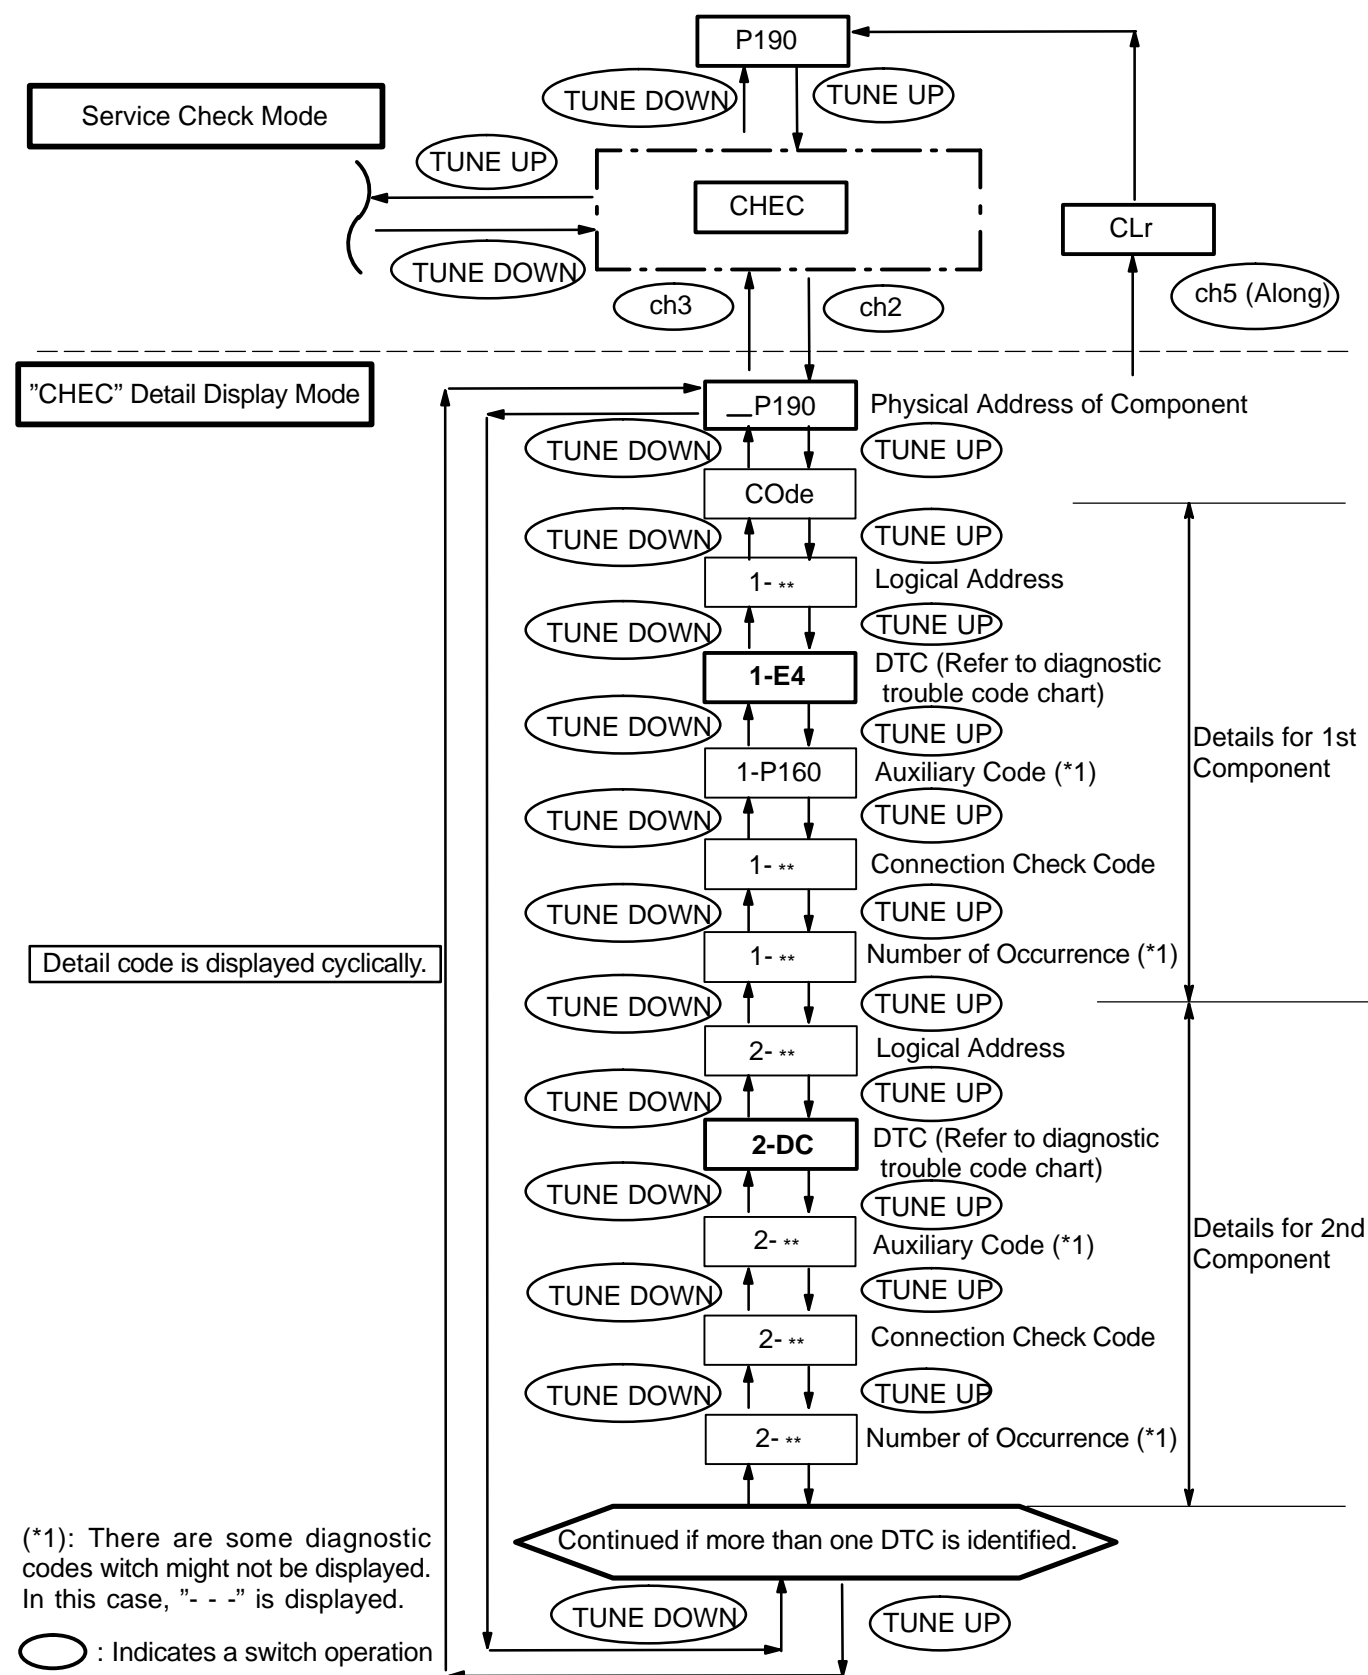 P190
TUNE DOWN
TUNE UP
Service Check Mode
TUNE UP
CHEC
CLr
TUNE DOWN
ch3
ch2
ch5 (Along)
”CHEC” Detail Display Mode
__P190
Physical Address of Component
TUNE DOWN
TUNE UP
COde
TUNE DOWN
TUNE UP
1- **
Logical Address
TUNE DOWN
TUNE UP
1-E4
DTC (Refer to diagnostic
trouble code chart)
TUNE DOWN
TUNE UP
Details for 1st
Component
1-P160
Auxiliary Code (*1)
TUNE DOWN
TUNE UP
1- **
Connection Check Code
TUNE DOWN
TUNE UP
Detail code is displayed cyclically.
1- **
Number of Occurrence (*1)
TUNE DOWN
TUNE UP
2- **
Logical Address
TUNE DOWN
TUNE UP
2-DC
DTC (Refer to diagnostic
trouble code chart)
TUNE DOWN
TUNE UP
Details for 2nd
Component
2- **
Auxiliary Code (*1)
TUNE DOWN
TUNE UP
2- **
Connection Check Code
TUNE DOWN
TUNE UP
2- **
Number of Occurrence (*1)
Continued if more than one DTC is identified.
(*1): There are some diagnostic
codes witch might not be displayed.
In this case, ”- - -” is displayed.
TUNE DOWN
TUNE UP
: Indicates a switch operation